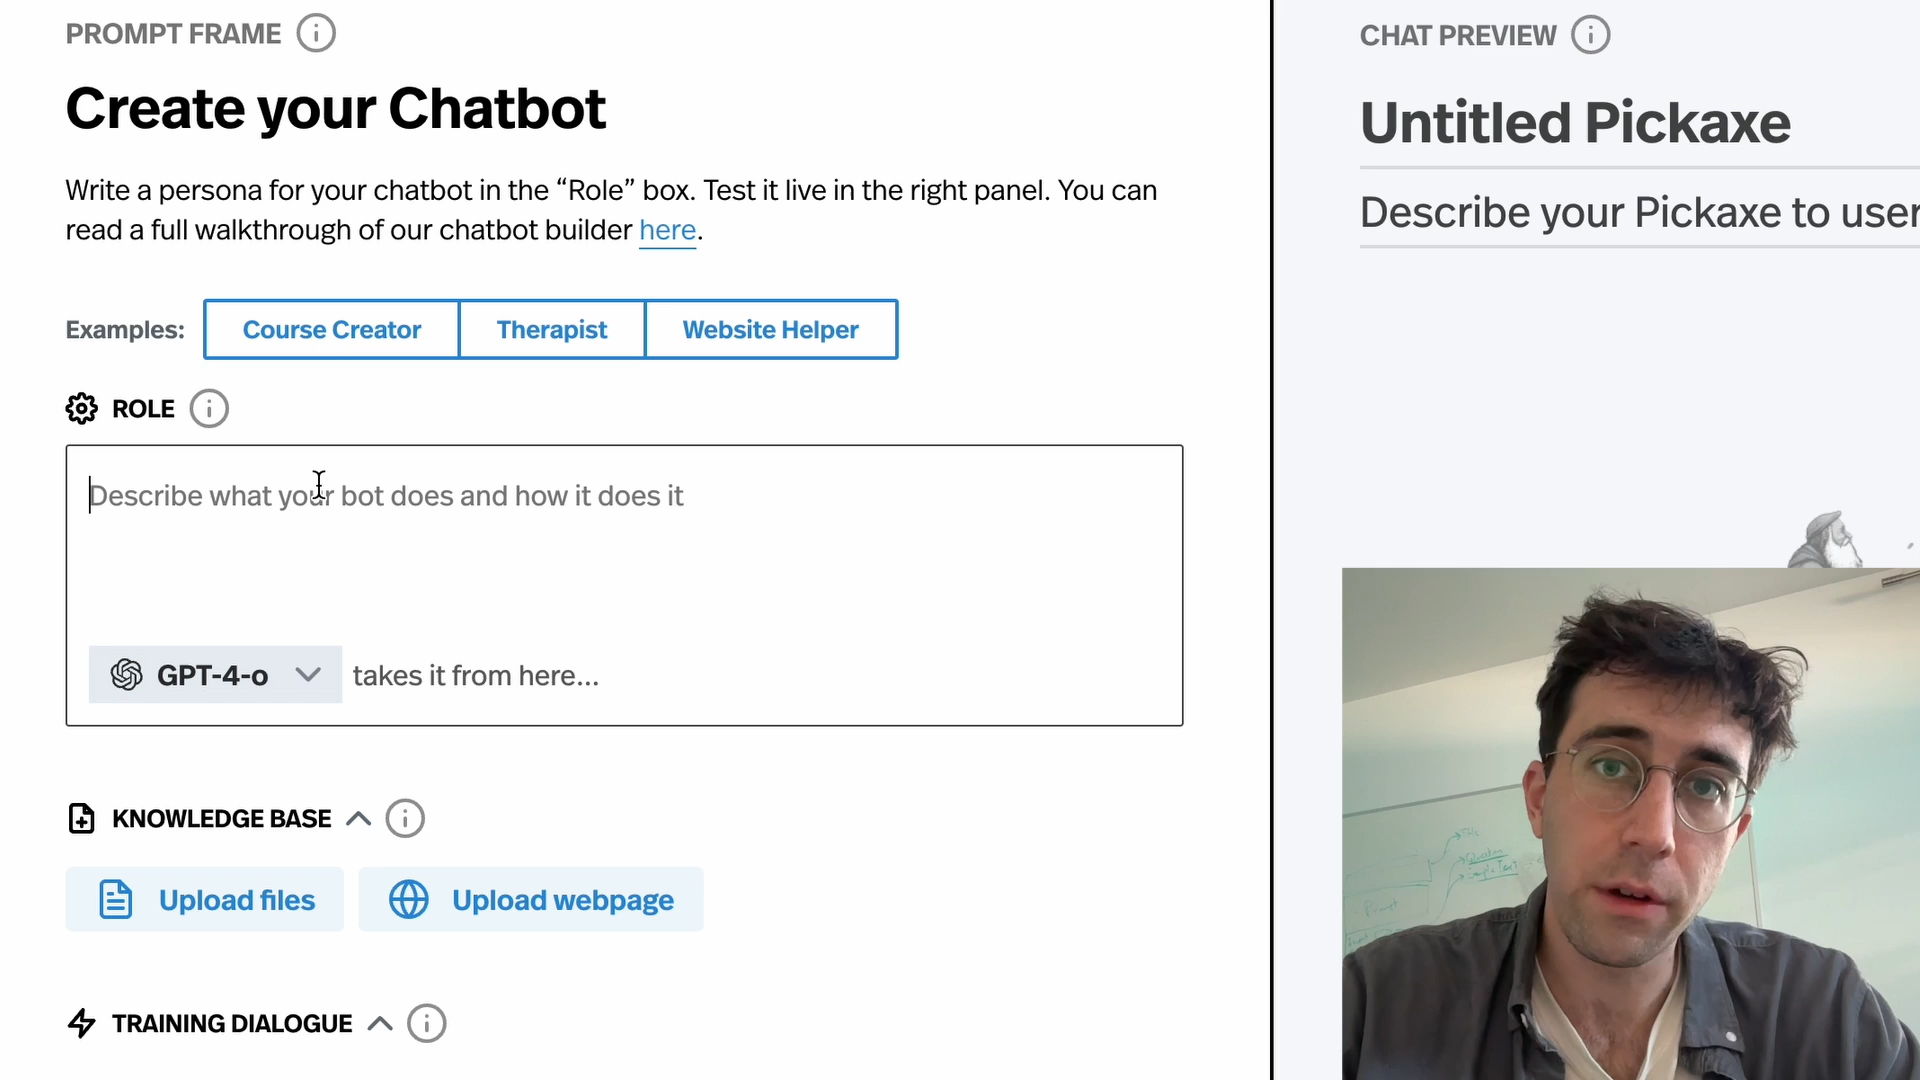 PROMPT FRAME
Create your Chatbot
Write a persona for your chatbot in the “Role” box. Test it live in the right panel. You can
read a full walkthrough of our chatbot builder here.
Examples:
Course Creator
Therapist
Website Helper
ROLE
Describe what your bot does and how it does it
GPT-4-o
takes it from here...
KNOWLEDGE BASE
Upload files
Upload webpage
TRAINING DIALOGUE
CHAT PREVIEW
Untitled Pickaxe
Describe your Pickaxe to user
Prompt